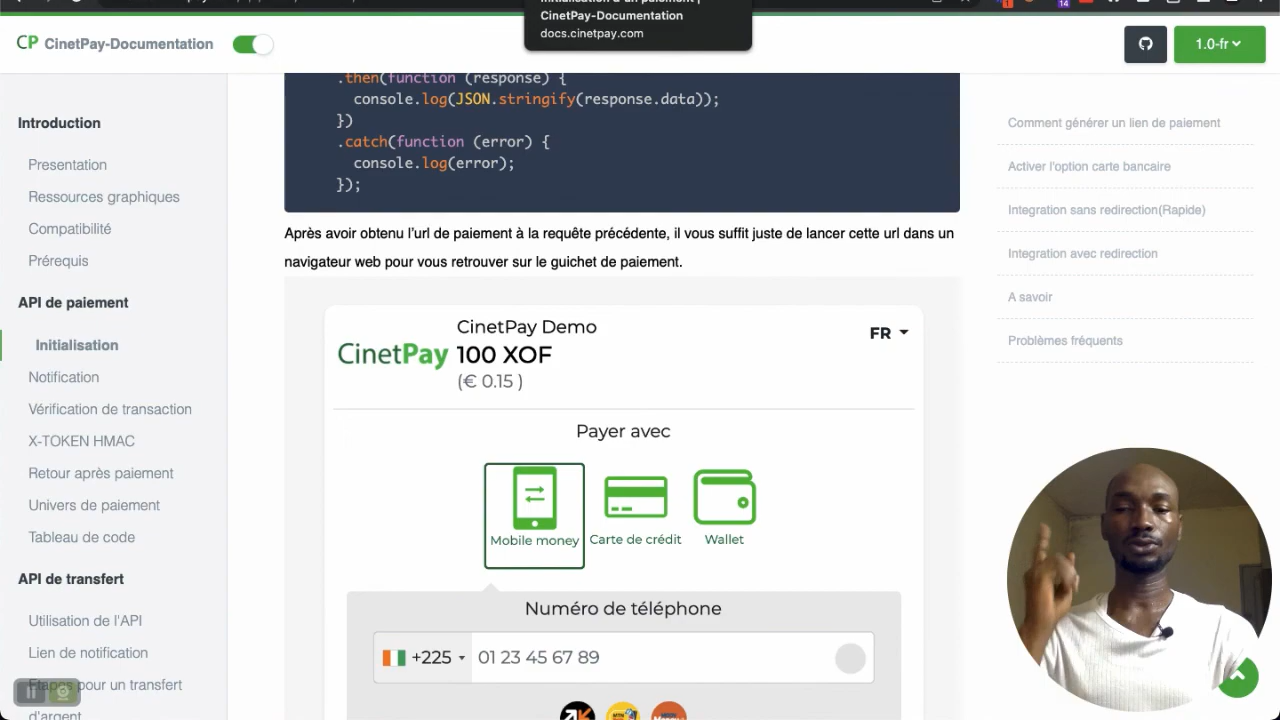 CinetPay-Documentation
docs.cinetpay.com
CP CinetPay-Documentation
1.0-fr
Introduction
Presentation
Ressources graphiques
Compatibilité
Prérequis
API de paiement
Initialisation
Notification
Vérification de transaction
X-TOKEN HMAC
Retour après paiement
Univers de paiement
Tableau de code
API de transfert
Utilisation de l'API
Lien de notification
Etapes pour un transfert
d'argent
.then(function (response) {
console.log(JSON.stringify(response.data));
})
.catch(function (error) {
console.log(error);
});
Après avoir obtenu l'url de paiement à la requête précédente, il vous suffit juste de lancer cette url dans un
navigateur web pour vous retrouver sur le guichet de paiement.
CinetPay
CinetPay Demo
100 XOF
(€ 0.15 )
FR
Payer avec
Mobile money
Carte de crédit
Wallet
Numéro de téléphone
+225
01 23 45 67 89
Comment générer un lien de paiement
Activer l'option carte bancaire
Integration sans redirection(Rapide)
Integration avec redirection
A savoir
Problèmes fréquents